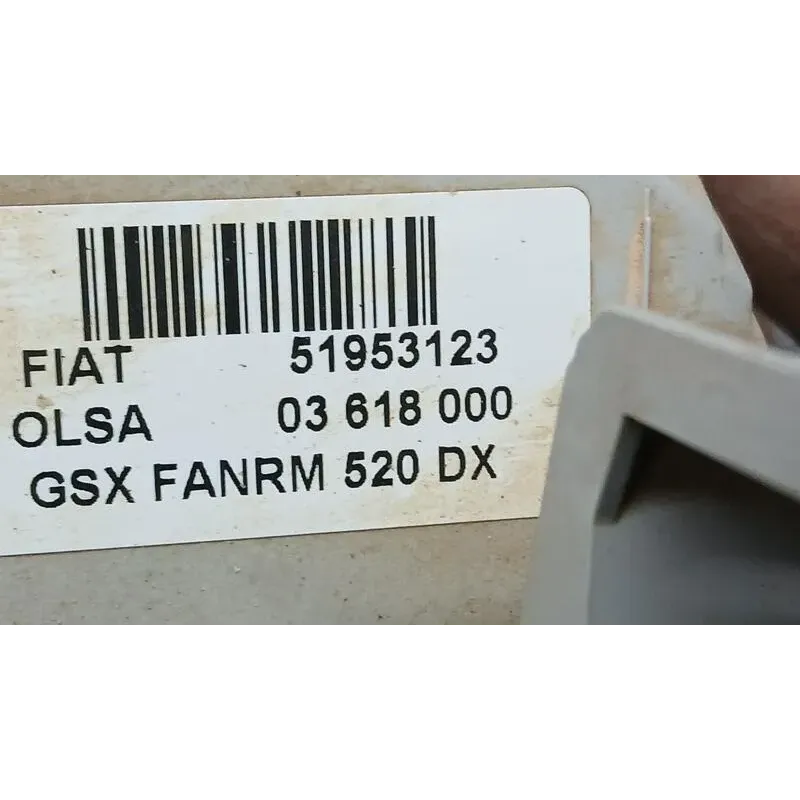 FIAT 51953123
OLSA 03 618 000
GSX FANRM 520 DX